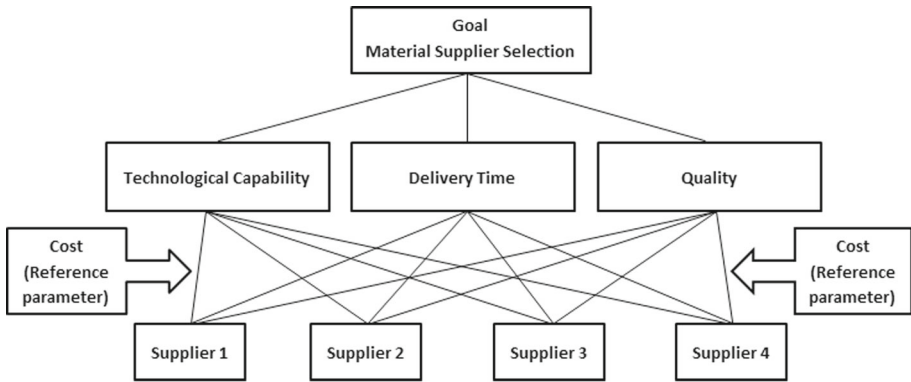 Goal
Material Supplier Selection
Technological Capability
Delivery Time
Quality
Cost
(Reference
parameter)
Cost
(Reference
parameter)
Supplier 1
Supplier 2
Supplier 3
Supplier 4